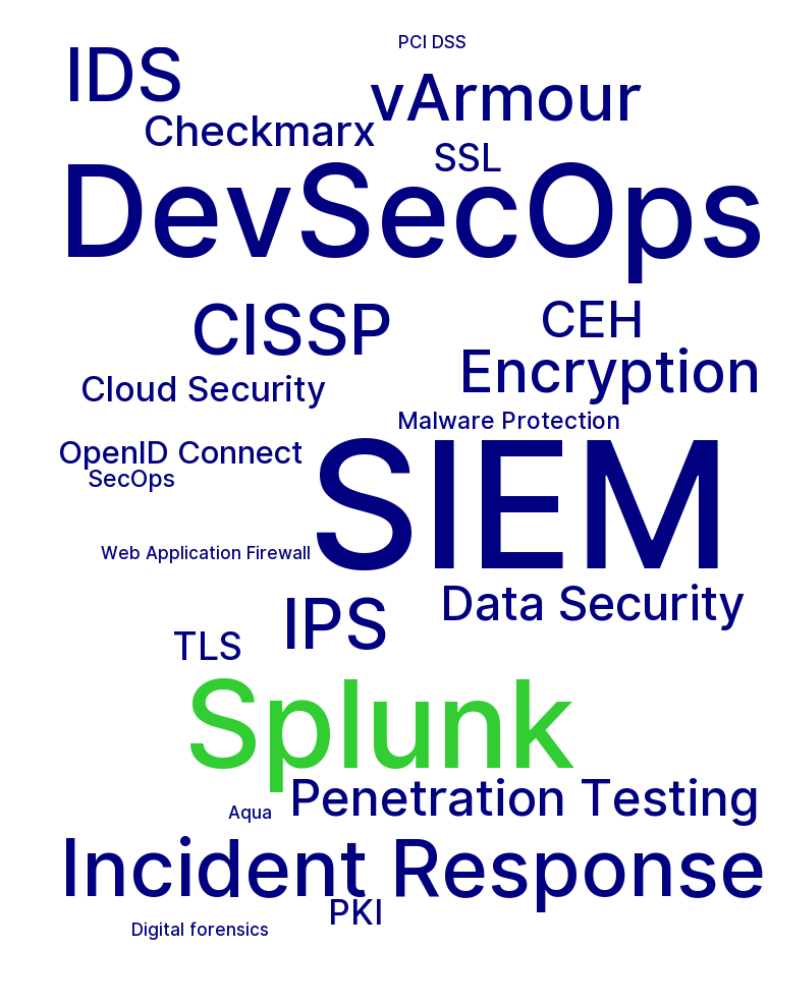 PCI DSS
IDS
vArmour
Checkmarx
SSL
DevSecOps
CISSP
CEH
Encryption
Cloud Security
Malware Protection
OpenID Connect
SecOps
SIEM
Web Application Firewall
Data Security
IPS
TLS
Splunk
Penetration Testing
Aqua
Incident Response
PKI
Digital forensics